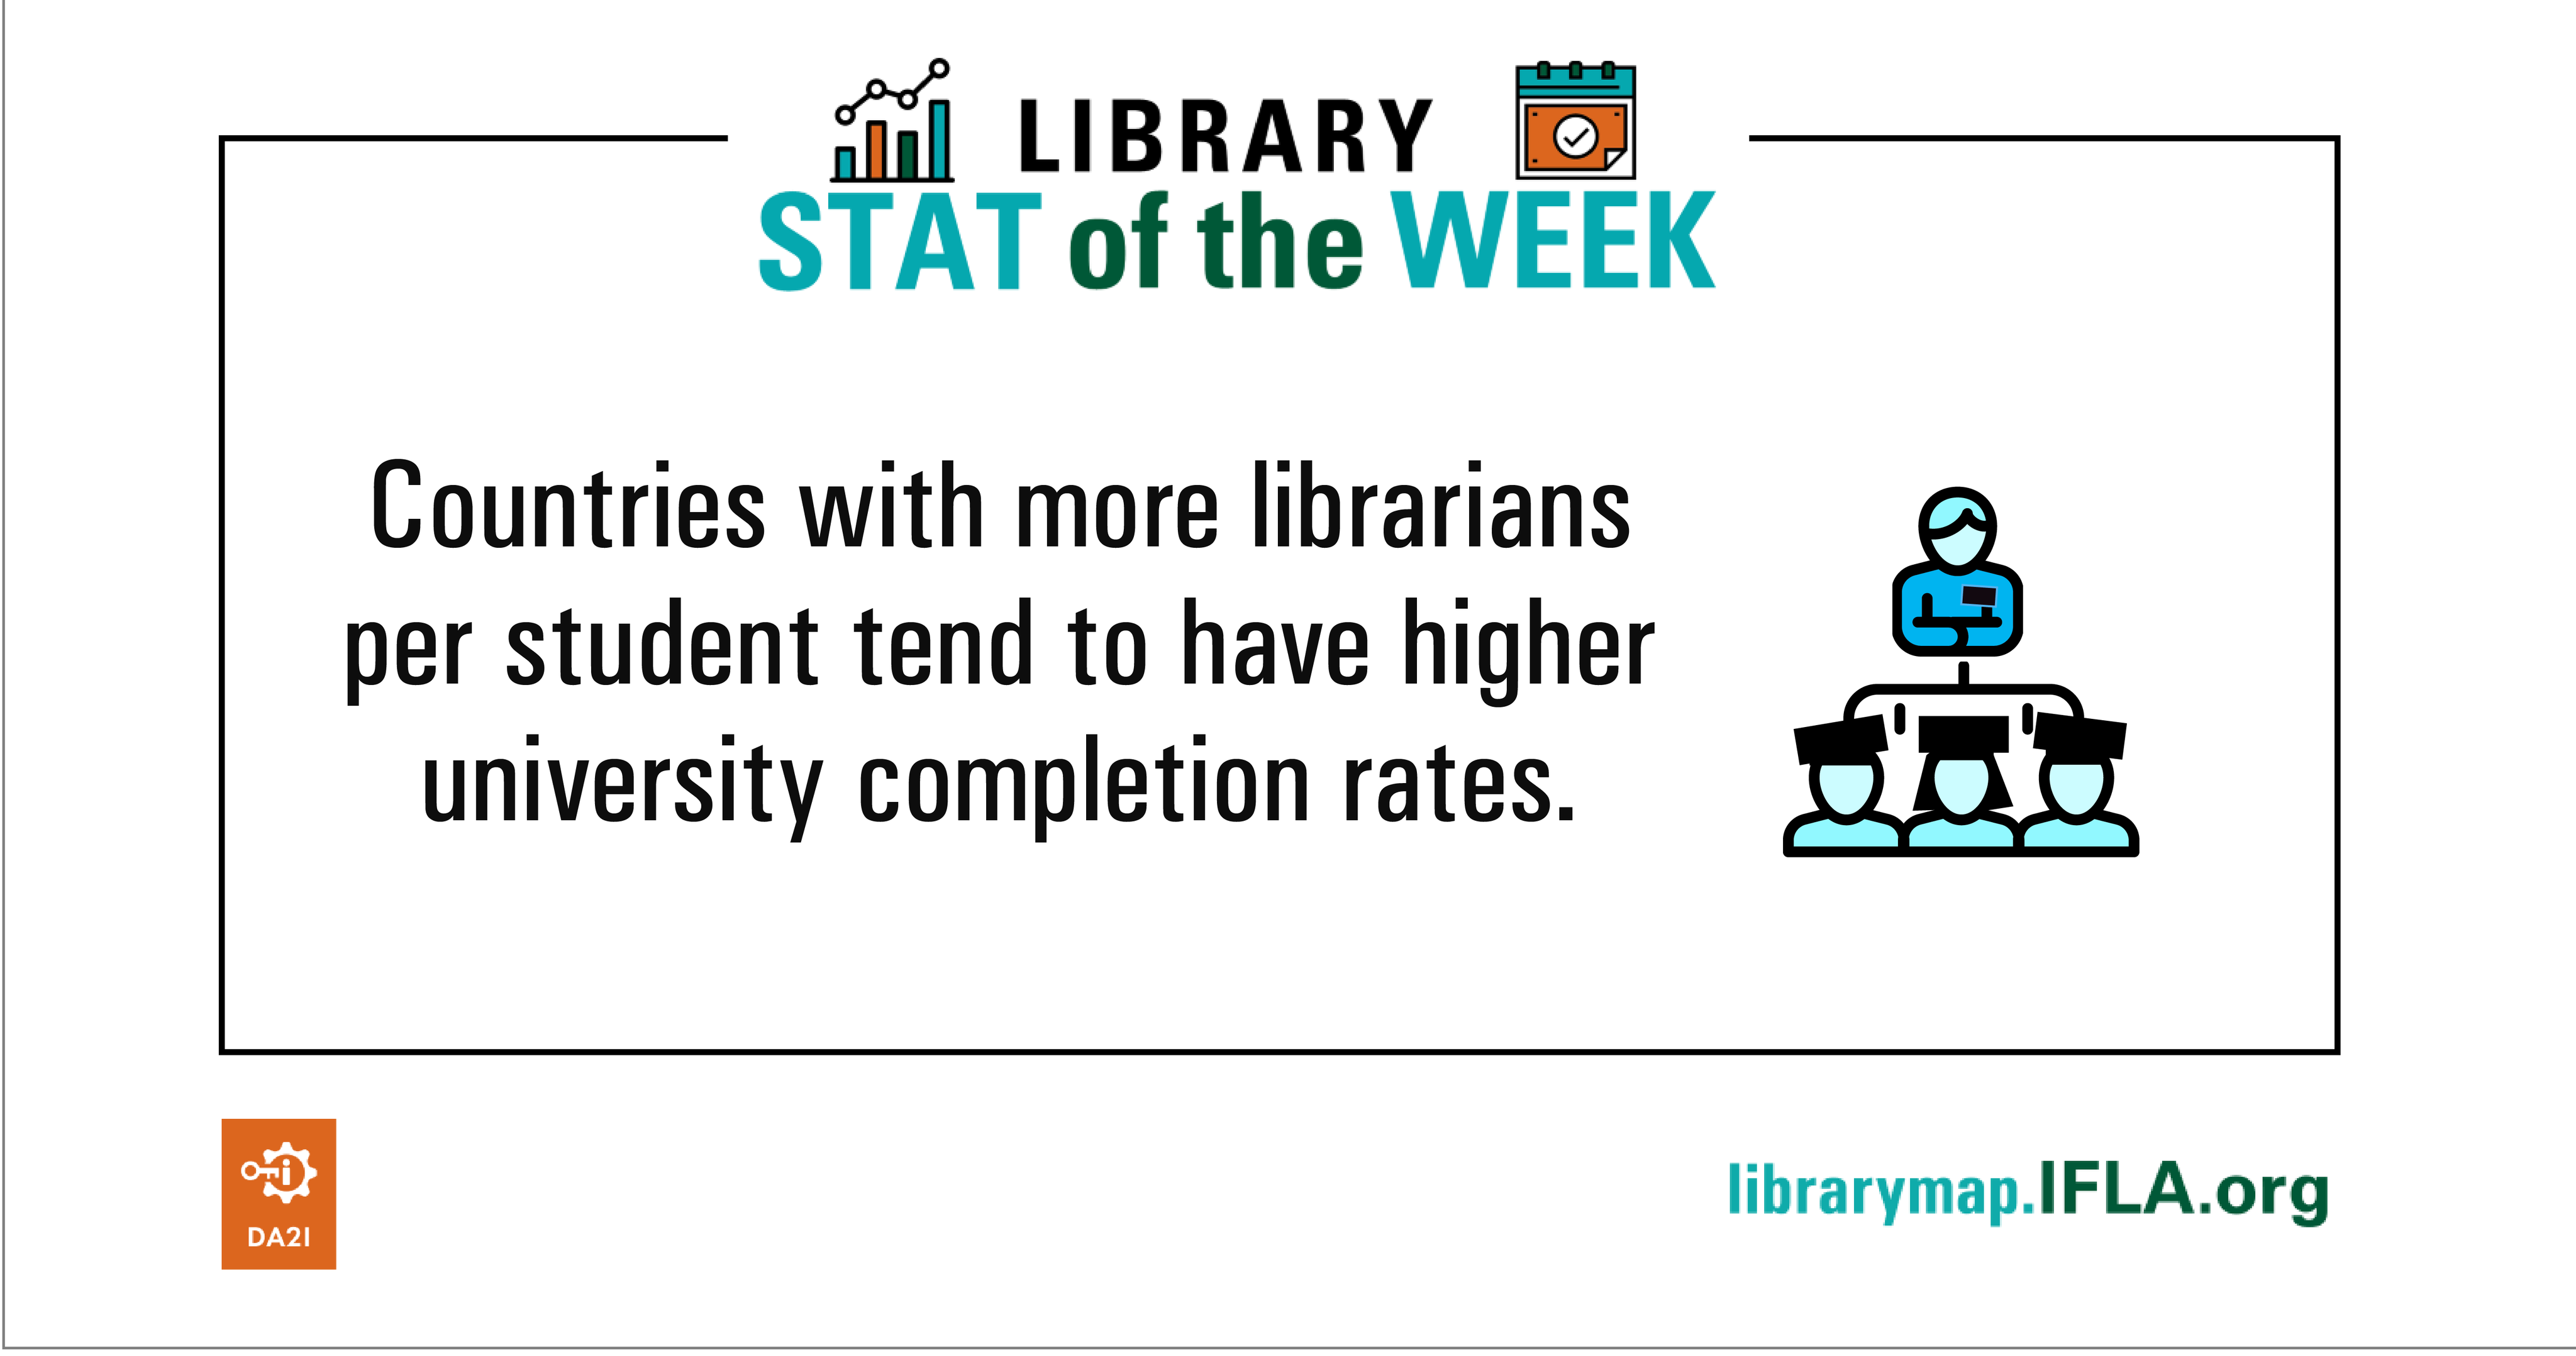 LIBRARY
STAT of the WEEK
Countries with more librarians
per student tend to have higher
university completion rates.
i
DA2I
librarymap.IFLA.org